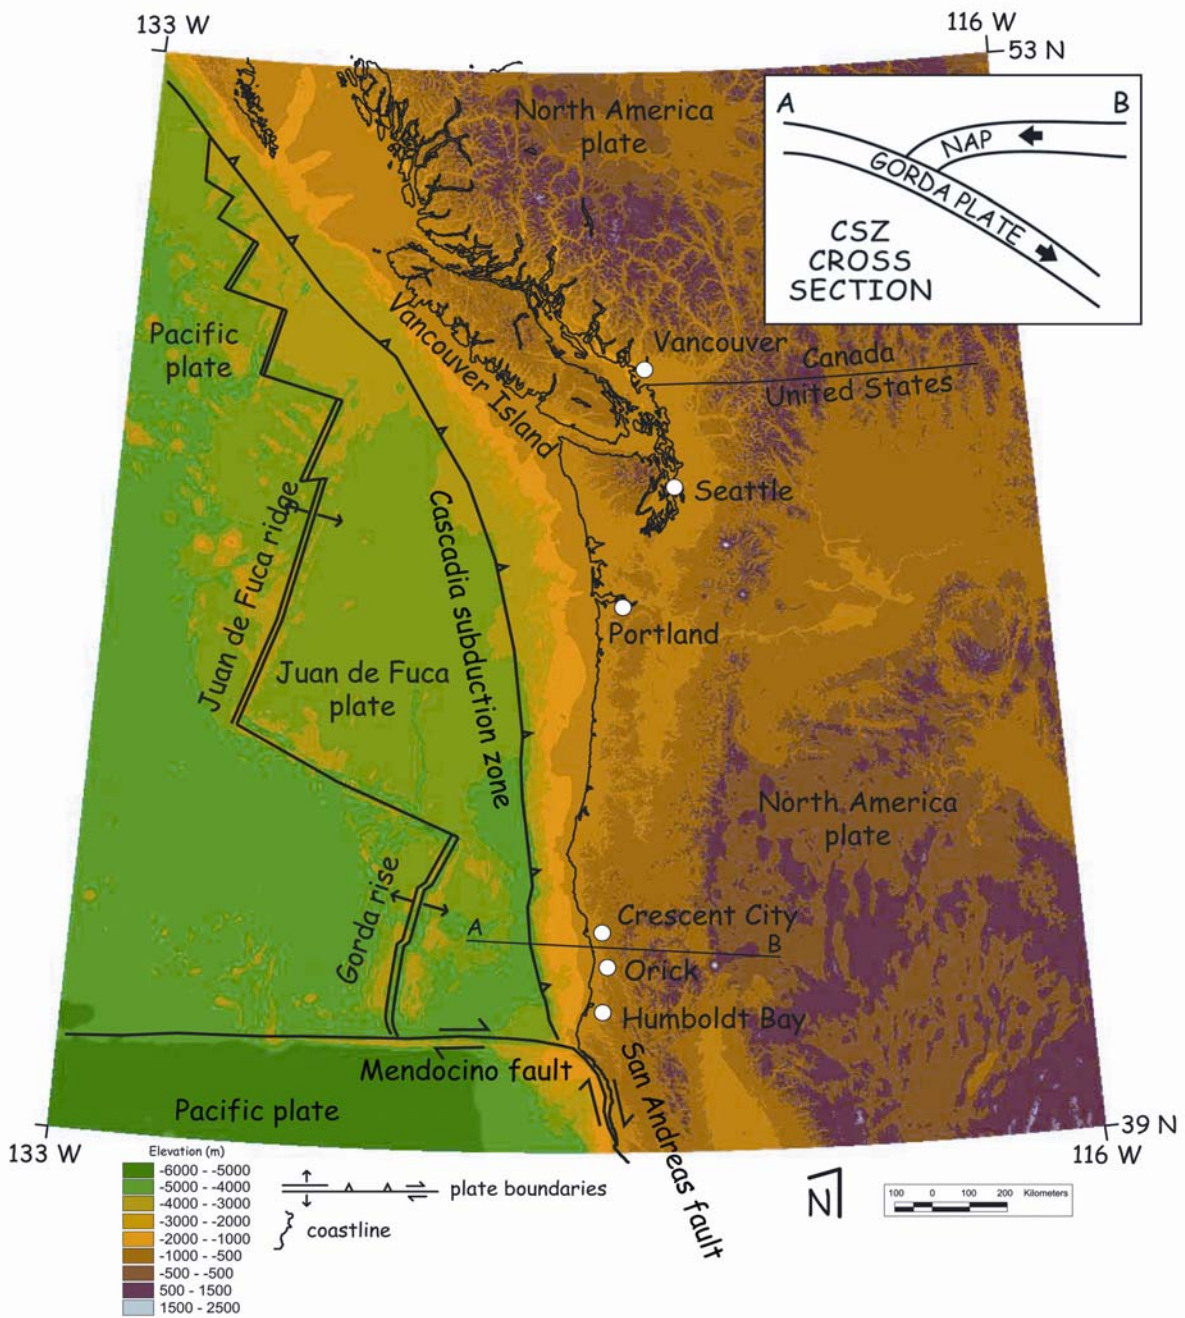 133 W
116 W
53 N
North America
plate
A
B
NAP
GORDA PLATE
CSZ
CROSS
SECTION
Pacific
plate
Vancouver Island
Vancouver
Canada
United States
Seattle
Juan de Fuca ridge
Cascadia subduction zone
Portland
Juan de Fuca
plate
North America
plate
Gorda rise
Crescent City
A
B
Orick
Humboldt Bay
Mendocino fault
San Andreas fault
Pacific plate
39 N
133 W
116 W
Elevation (m)
-6000 - -5000
-5000 - -4000
-4000 - -3000
-3000 - -2000
-2000 - -1000
-1000 - -500
-500 - -500
500 - 1500
1500 - 2500
plate boundaries
coastline
N
100 0 100 200 Kilometers